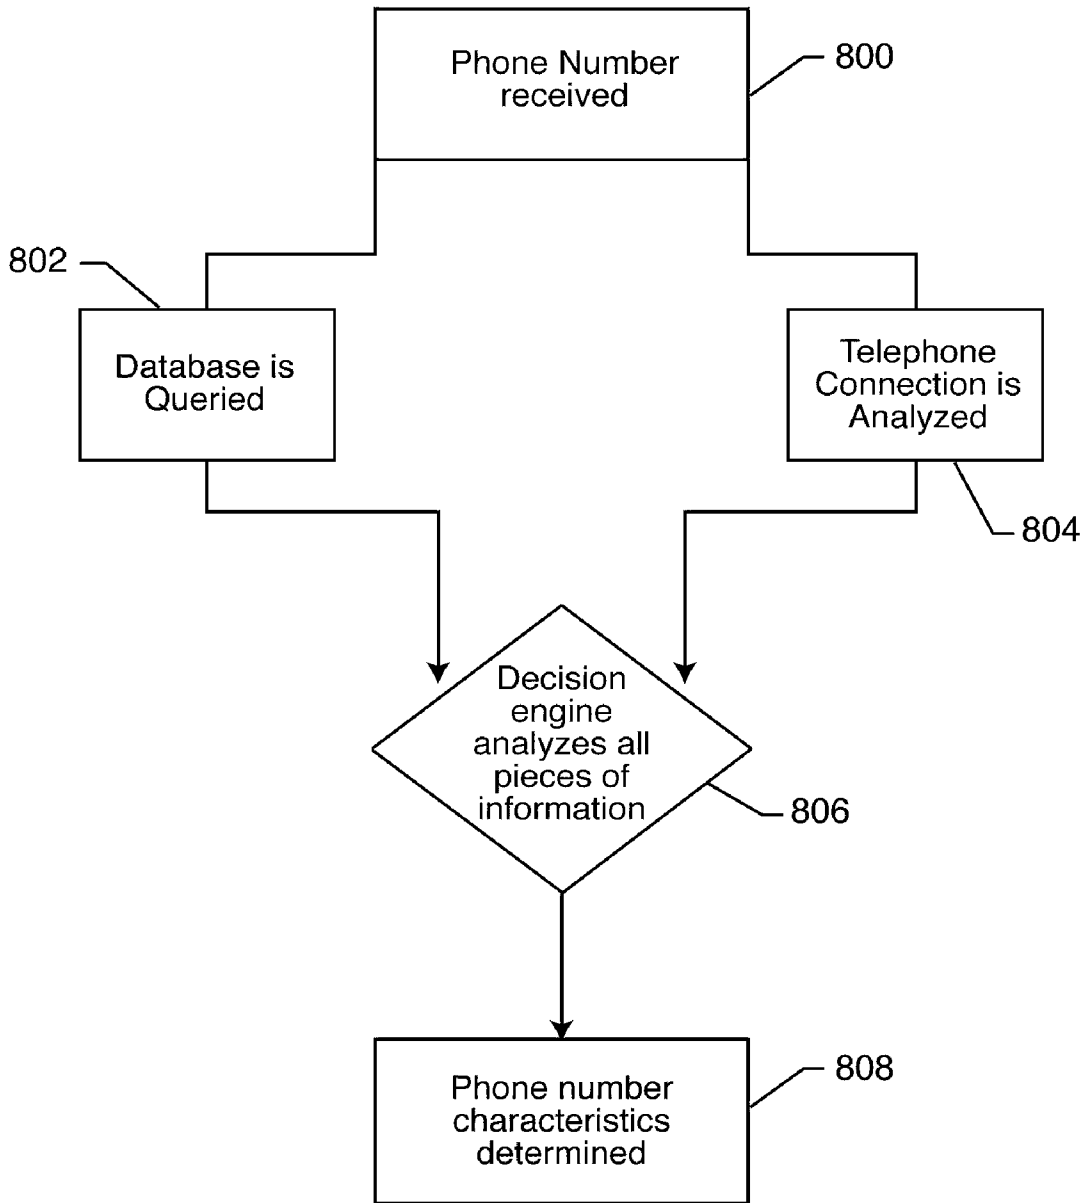 Phone Number
received
800
802
Database is
Queried
Telephone
Connection is
Analyzed
804
Decision
engine
analyzes all
pieces of
information
806
Phone number
characteristics
determined
808